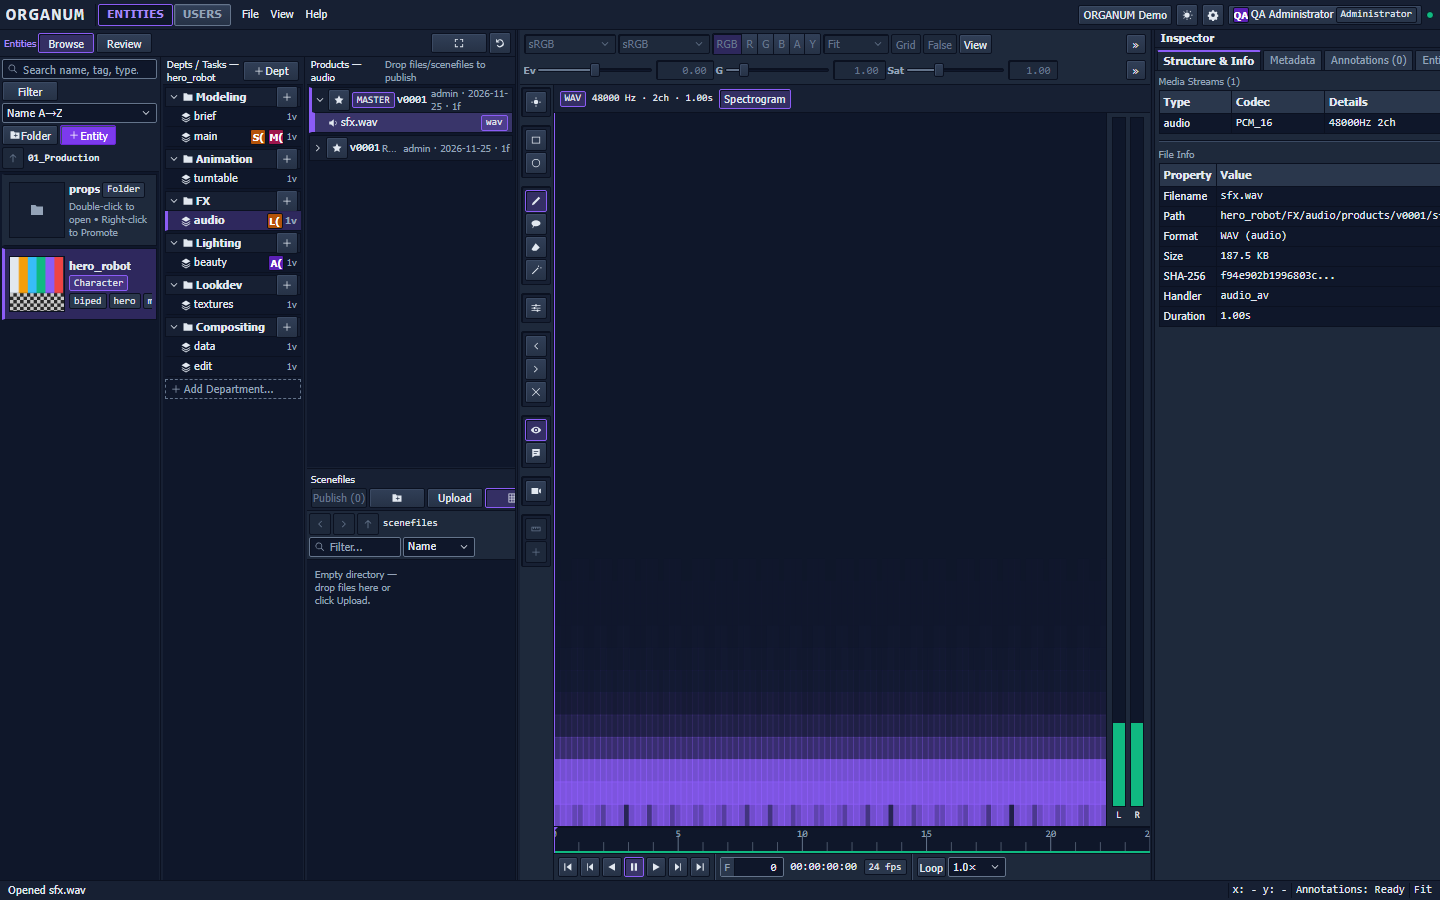 ORGANUM ENTITIES USERS File View Help ORGANUM Demo QA QA Administrator Administrator
Entities Browse Review
Search name, tag, type.
Filter
Name A→Z
Folder + Entity
01_Production
props Folder
Double-click to
open • Right-click
to Promote
hero_robot
Character
biped hero
Depts / Tasks —
hero_robot
+ Dept
Modeling
brief 1v
main S( M( 1v
Animation
turntable 1v
FX
audio L( 1v
Lighting
beauty A( 1v
Lookdev
textures 1v
Compositing
data 1v
edit 1v
+ Add Department...
Products —
audio
Drop files/scenefiles to
publish
MASTER v0001 admin · 2026-11-
25 · 1f
sfx.wav wav
v0001 R... admin · 2026-11-25 · 1f
Scenefiles
Publish (0) Upload
scenefiles
Filter... Name
Empty directory —
drop files here or
click Upload.
sRGB sRGB RGB R G B A Y Fit Grid False View »
Ev 0.00 G 1.00 Sat 1.00 »
WAV 48000 Hz · 2ch · 1.00s Spectrogram
L R
5 10 15 20 2
F 0 00:00:00:00 24 fps Loop 1.0×
Inspector
Structure & Info Metadata Annotations (0) Enti
Media Streams (1)
Type Codec Details
audio PCM_16 48000Hz 2ch
File Info
Property Value
Filename sfx.wav
Path hero_robot/FX/audio/products/v0001/s
Format WAV (audio)
Size 187.5 KB
SHA-256 f94e902b1996803c...
Handler audio_av
Duration 1.00s
Opened sfx.wav x: - y: - Annotations: Ready Fit